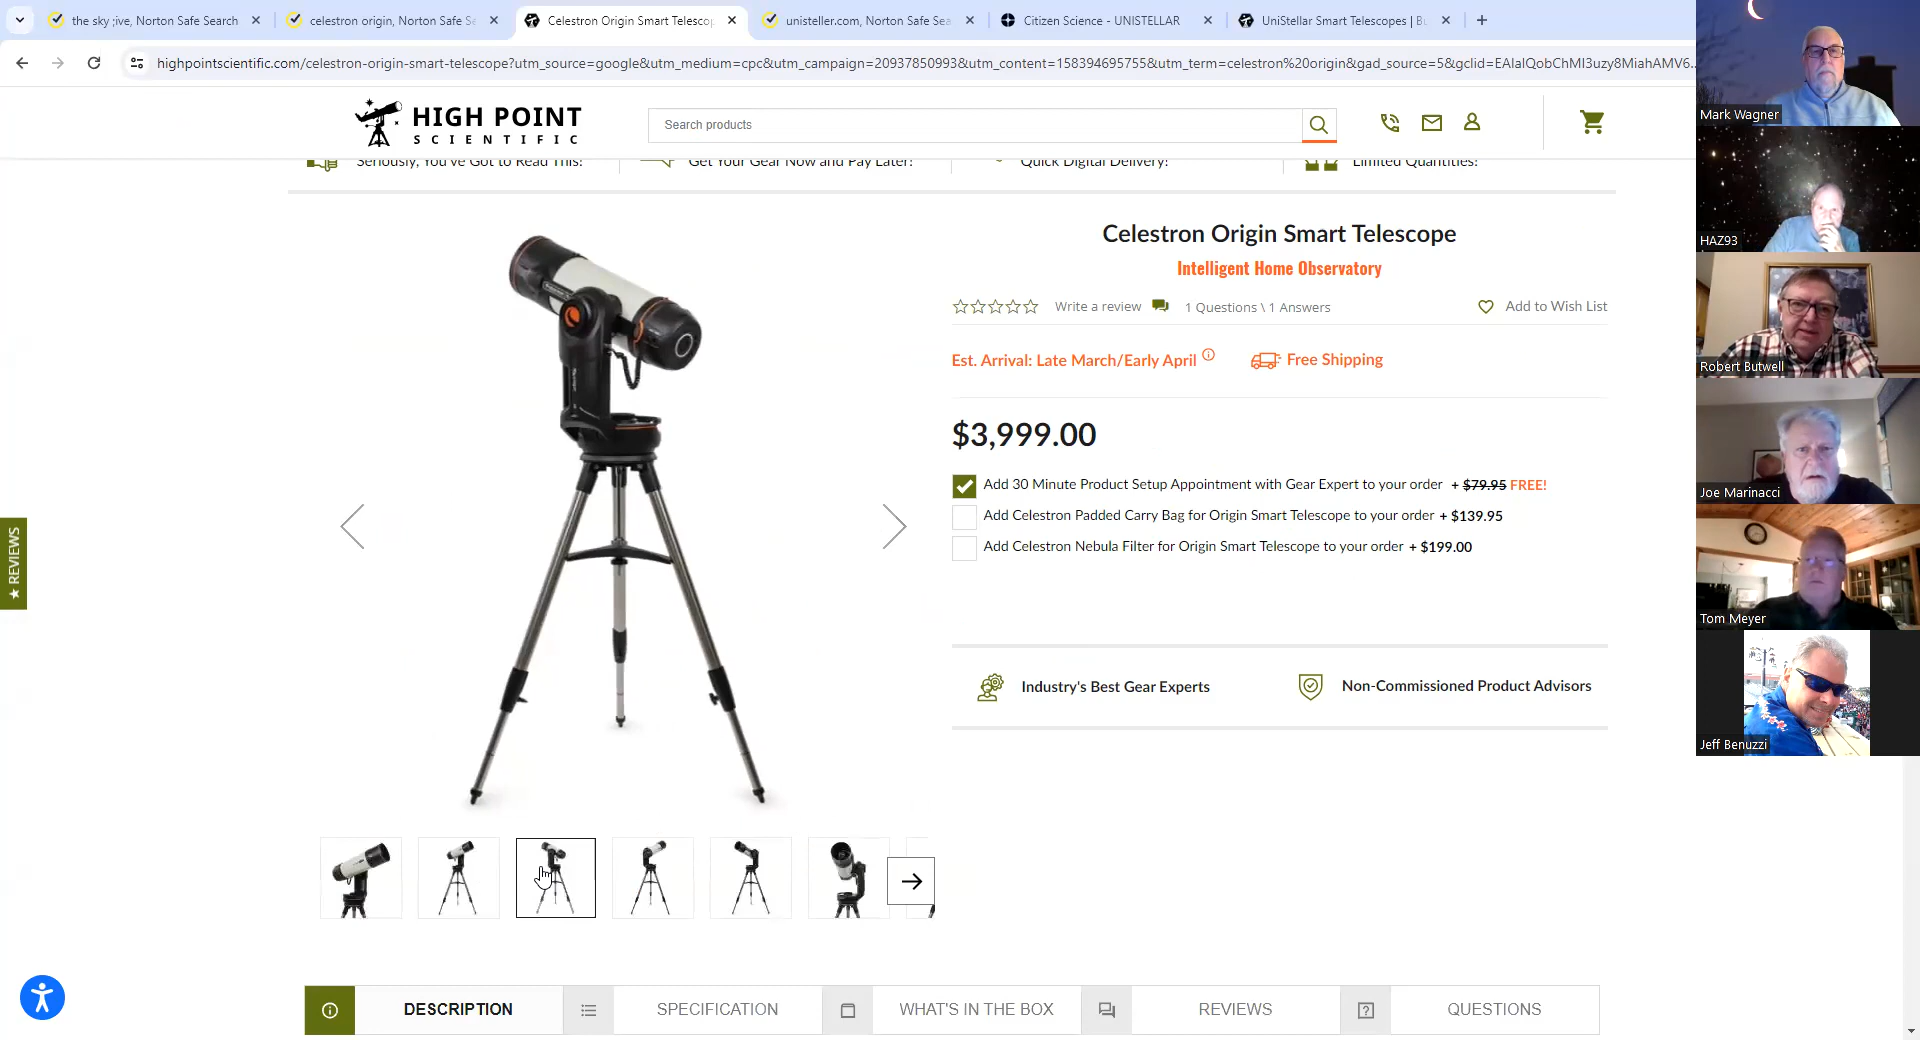 the sky ;ive, Norton Safe Search
celestron origin, Norton Safe Se
Celestron Origin Smart Telescop
unisteller.com, Norton Safe Sea
Citizen Science - UNISTELLAR
UniStellar Smart Telescopes | Bu
highpointscientific.com/celestron-origin-smart-telescope?utm_source=google&utm_medium=cpc&utm_campaign=20937850993&utm_content=158394695755&utm_term=celestron%20origin&gad_source=5&gclid=EAIaIQobChMI3uzy8MiahAMV6...
HIGH POINT
SCIENTIFIC
Search products
Seriously, You've Got to Read This!
Get Your Gear Now and Pay Later!
Quick Digital Delivery!
Limited Quantities!
Celestron Origin Smart Telescope
Intelligent Home Observatory
Write a review
1 Questions \ 1 Answers
Add to Wish List
Est. Arrival: Late March/Early April
Free Shipping
$3,999.00
Add 30 Minute Product Setup Appointment with Gear Expert to your order + $79.95 FREE!
Add Celestron Padded Carry Bag for Origin Smart Telescope to your order + $139.95
Add Celestron Nebula Filter for Origin Smart Telescope to your order + $199.00
Industry's Best Gear Experts
Non-Commissioned Product Advisors
★ REVIEWS
DESCRIPTION
SPECIFICATION
WHAT'S IN THE BOX
REVIEWS
QUESTIONS
Mark Wagner
HAZ93
Robert Butwell
Joe Marinacci
Tom Meyer
Jeff Benuzzi